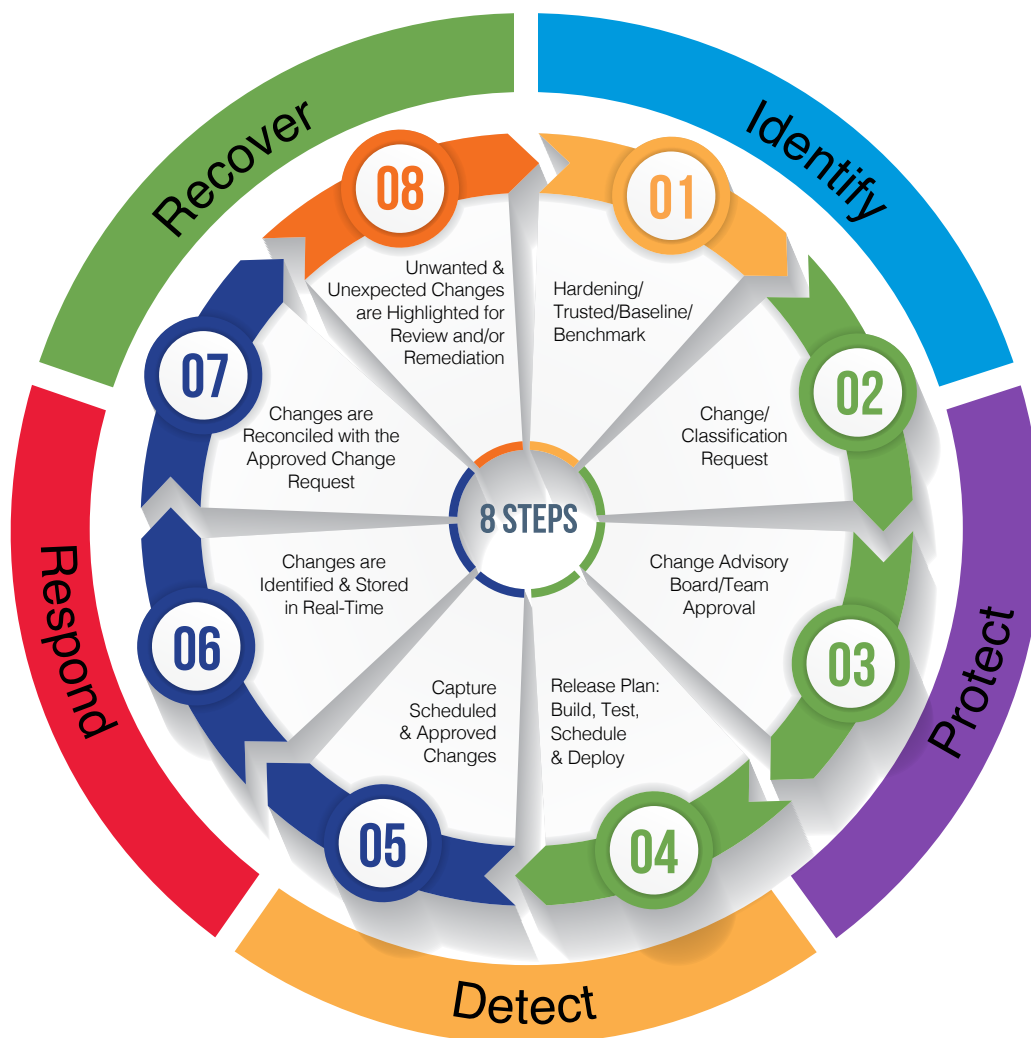 Identify
Protect
Detect
Respond
Recover
8 STEPS
01
Hardening/
Trusted/Baseline/
Benchmark
02
Change/
Classification
Request
03
Change Advisory
Board/Team
Approval
04
Release Plan:
Build, Test,
Schedule
& Deploy
05
Capture
Scheduled
& Approved
Changes
06
Changes are
Identified & Stored
in Real-Time
07
Changes are
Reconciled with the
Approved Change
Request
08
Unwanted &
Unexpected Changes
are Highlighted for
Review and/or
Remediation